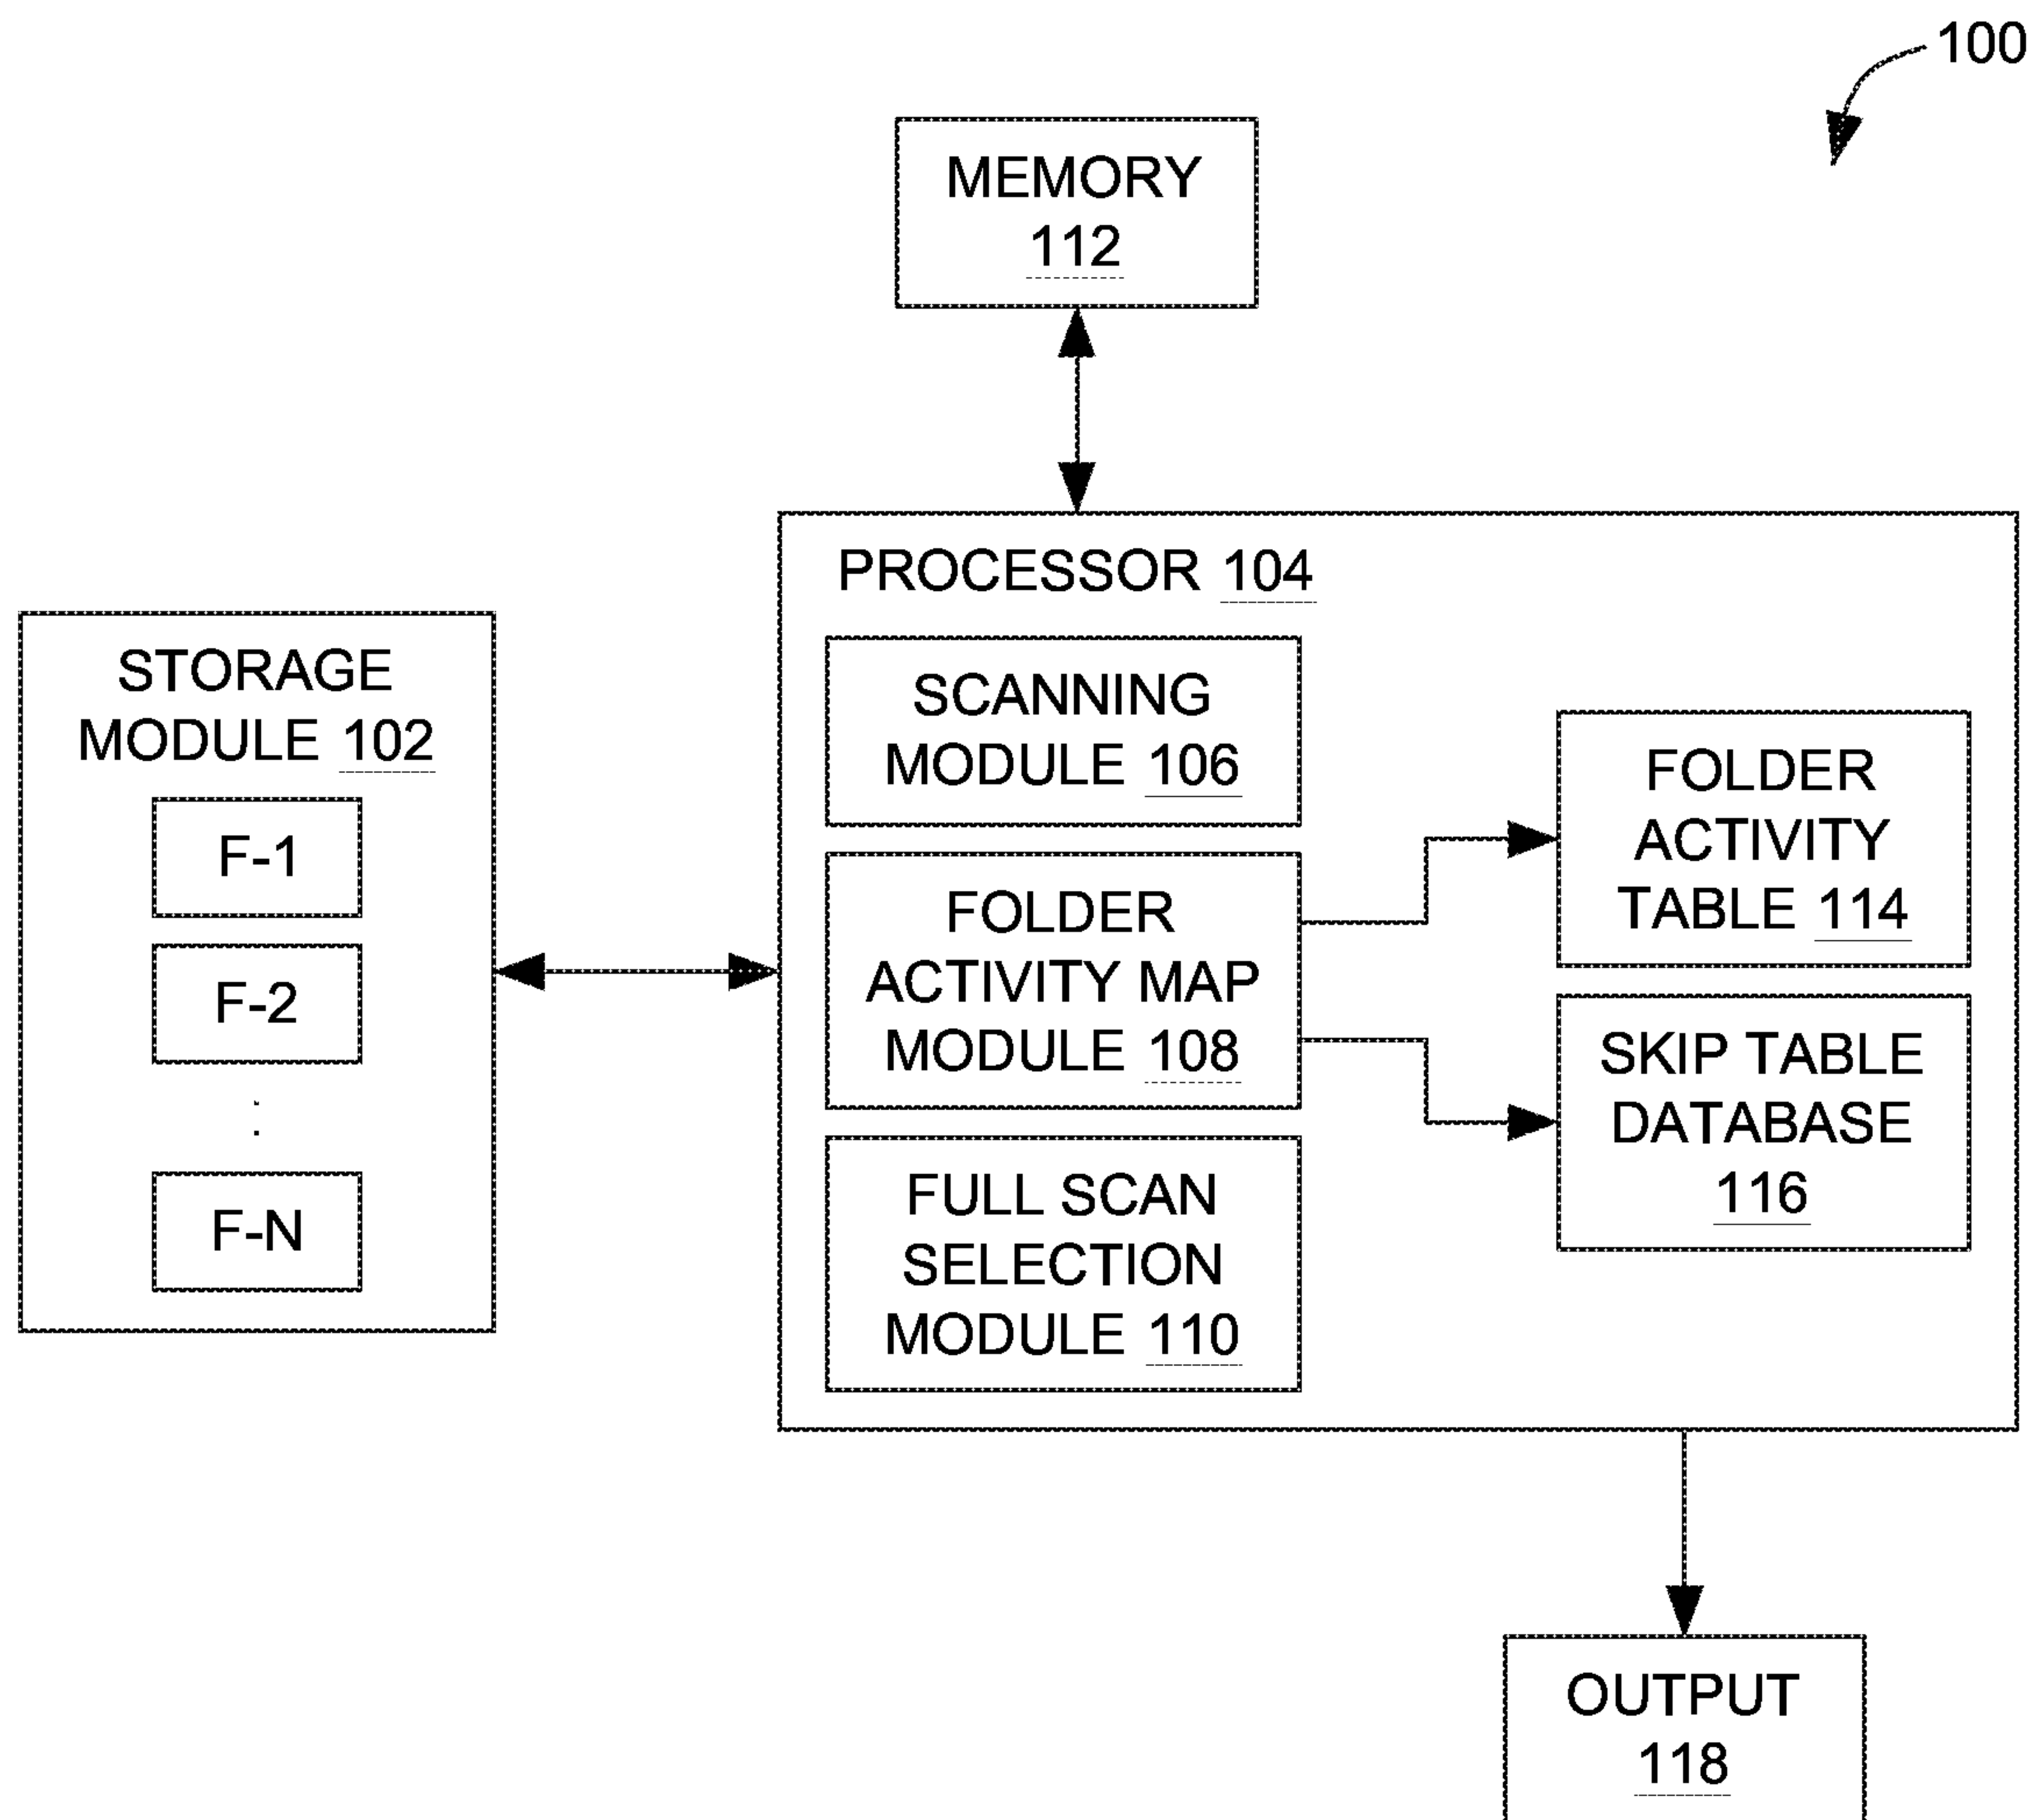 100
MEMORY
112
PROCESSOR 104
STORAGE
MODULE 102
F-1
F-2
F-N
SCANNING
MODULE 106
FOLDER
ACTIVITY MAP
MODULE 108
FULL SCAN
SELECTION
MODULE 110
FOLDER
ACTIVITY
TABLE 114
SKIP TABLE
DATABASE
116
OUTPUT
118